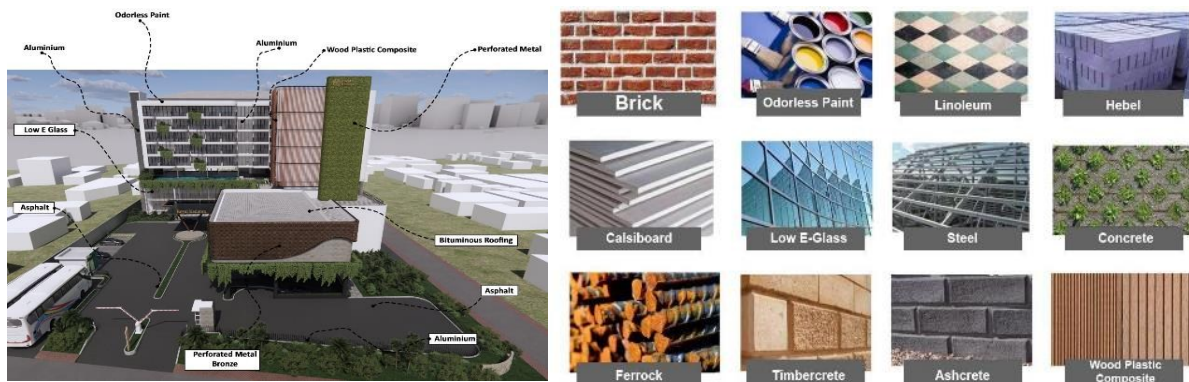 Odorless Paint
Aluminium
Aluminium
Wood Plastic Composite
Perforated Metal
Low E Glass
Asphalt
Bituminous Roofing
Asphalt
Aluminium
Perforated Metal
Bronze
Brick
Odorless Paint
Linoleum
Hebel
Calsiboard
Low E-Glass
Steel
Concrete
Ferrock
Timbercrete
Ashcrete
Wood Plastic
Composite